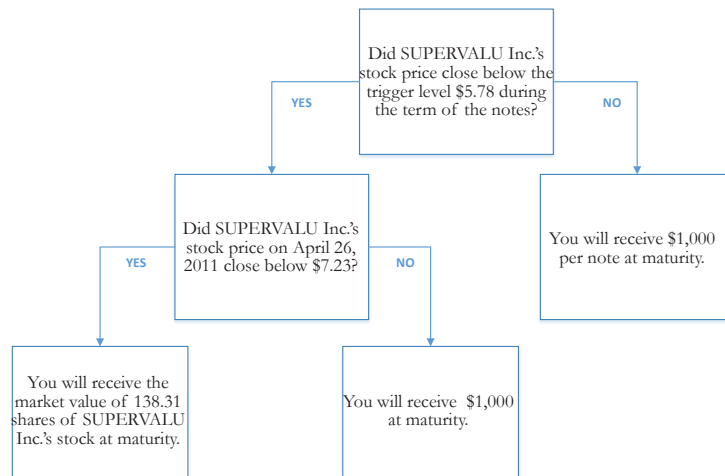 Did SUPERVALU Inc.'s
stock price close below the
trigger level $5.78 during
the term of the notes?
YES
NO
Did SUPERVALU Inc.'s
stock price on April 26,
2011 close below $7.23?
You will receive $1,000
per note at maturity.
YES
NO
You will receive the
market value of 138.31
shares of SUPERVALU
Inc.'s stock at maturity.
You will receive $1,000
at maturity.